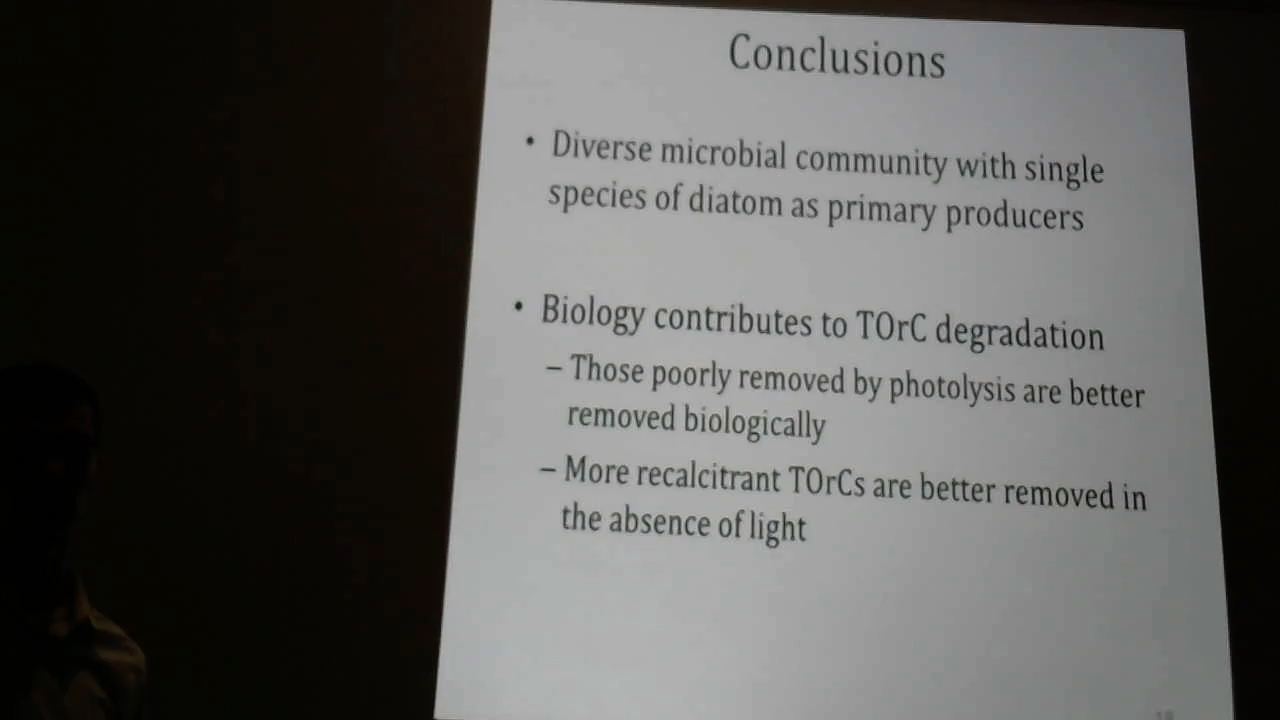 Conclusions
• Diverse microbial community with single
species of diatom as primary producers
• Biology contributes to TOrC degradation
– Those poorly removed by photolysis are better
removed biologically
– More recalcitrant TOrCs are better removed in
the absence of light